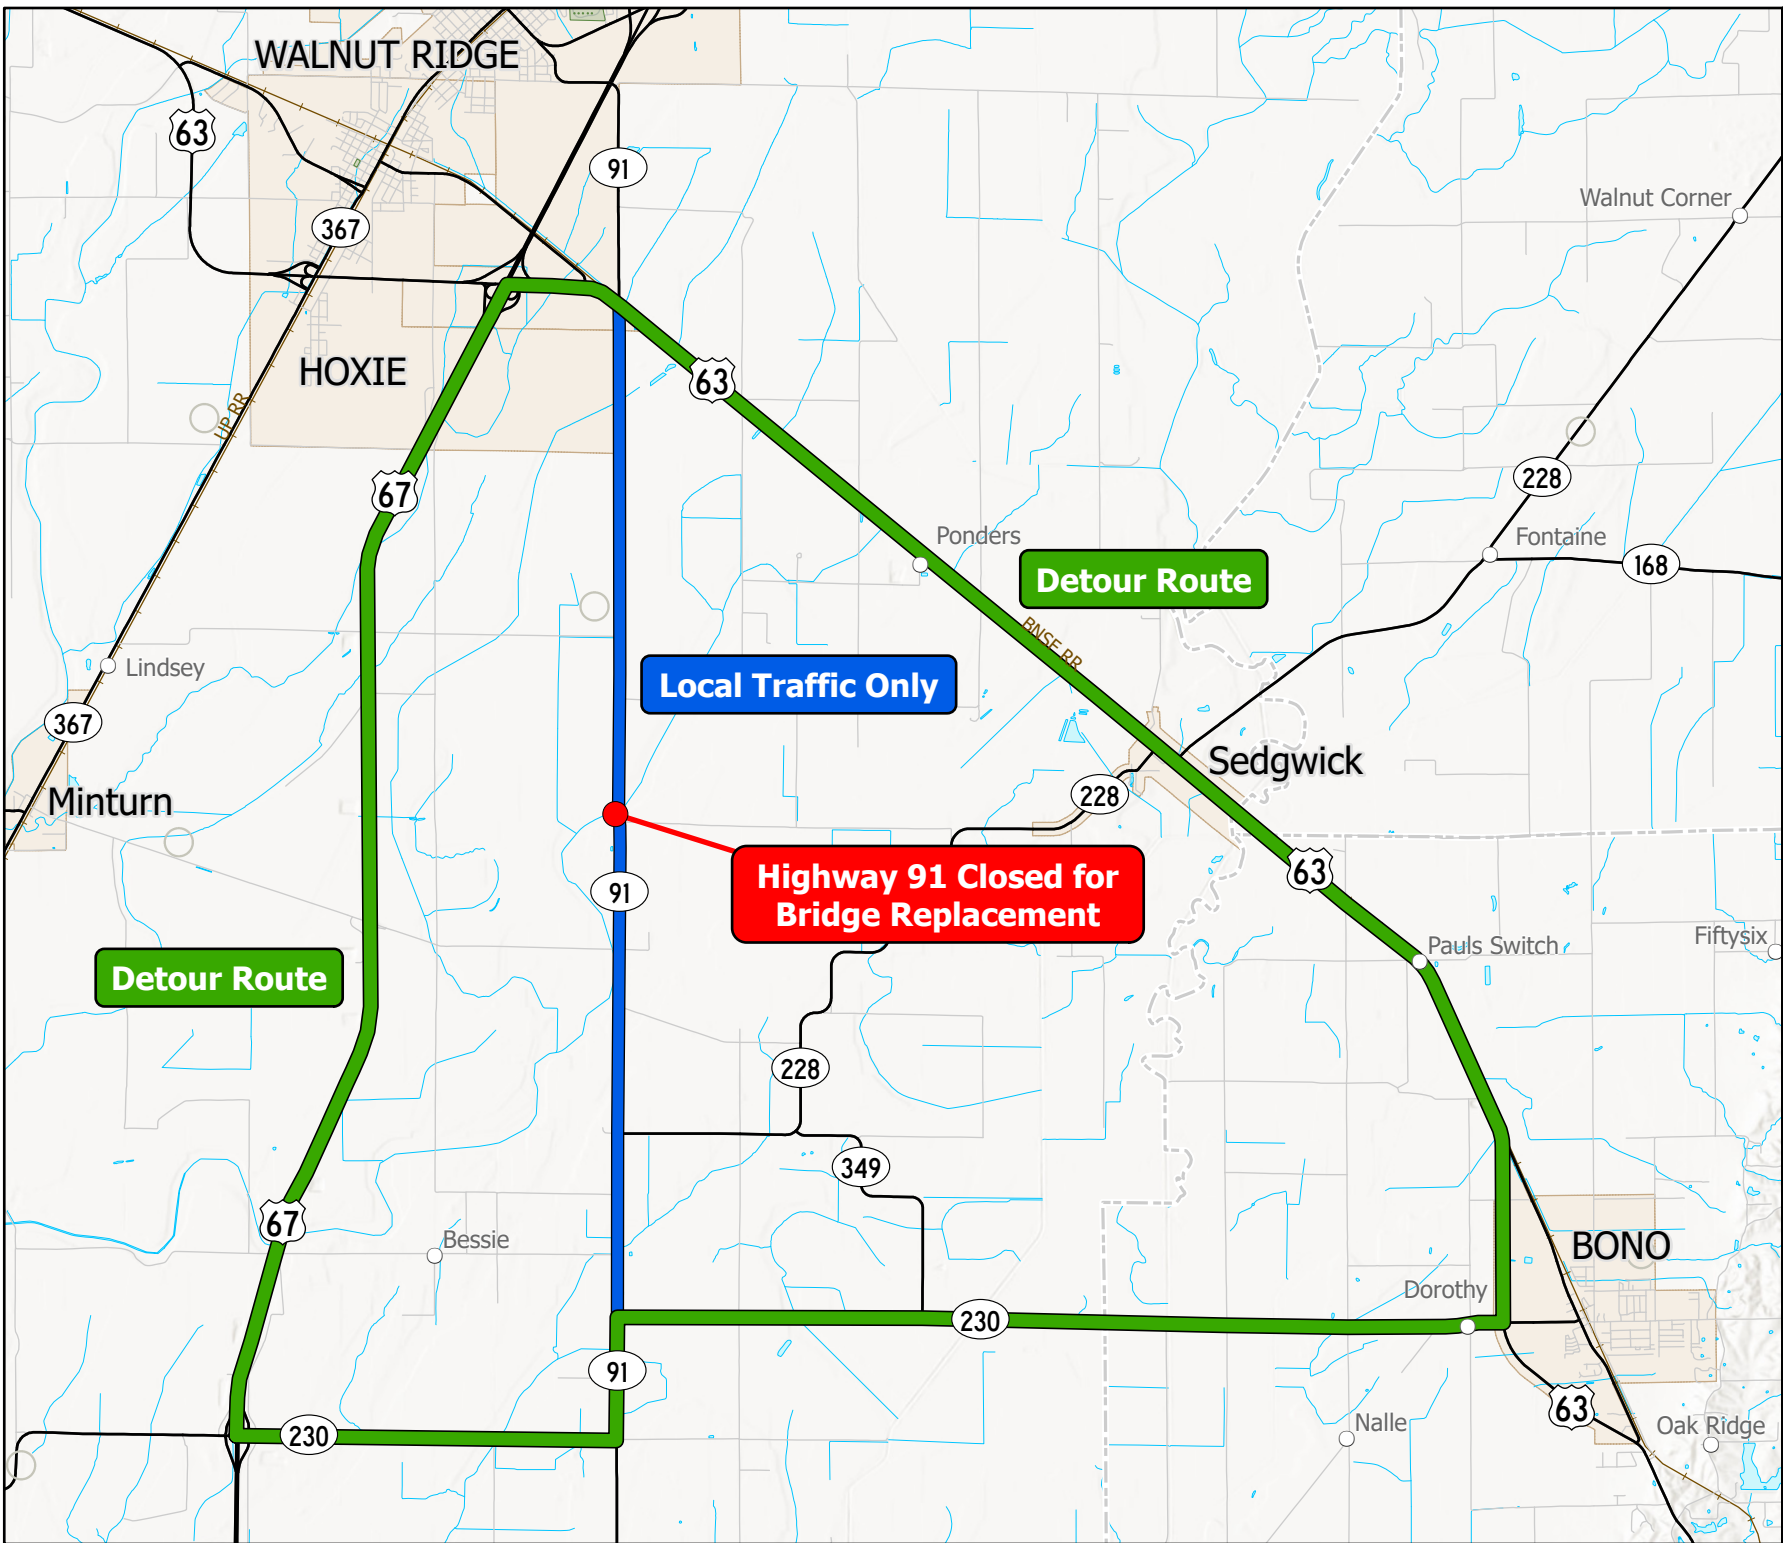 WALNUT RIDGE
63
91
Walnut Corner
367
HOXIE
63
UP RR
67
228
Ponders
Fontaine
168
Detour Route
BNSF RR
Lindsey
Local Traffic Only
367
Sedgwick
Minturn
228
63
Highway 91 Closed for
Bridge Replacement
91
Pauls Switch
Fiftysix
Detour Route
228
349
67
Bessie
BONO
Dorothy
230
91
63
Nalle
Oak Ridge
230